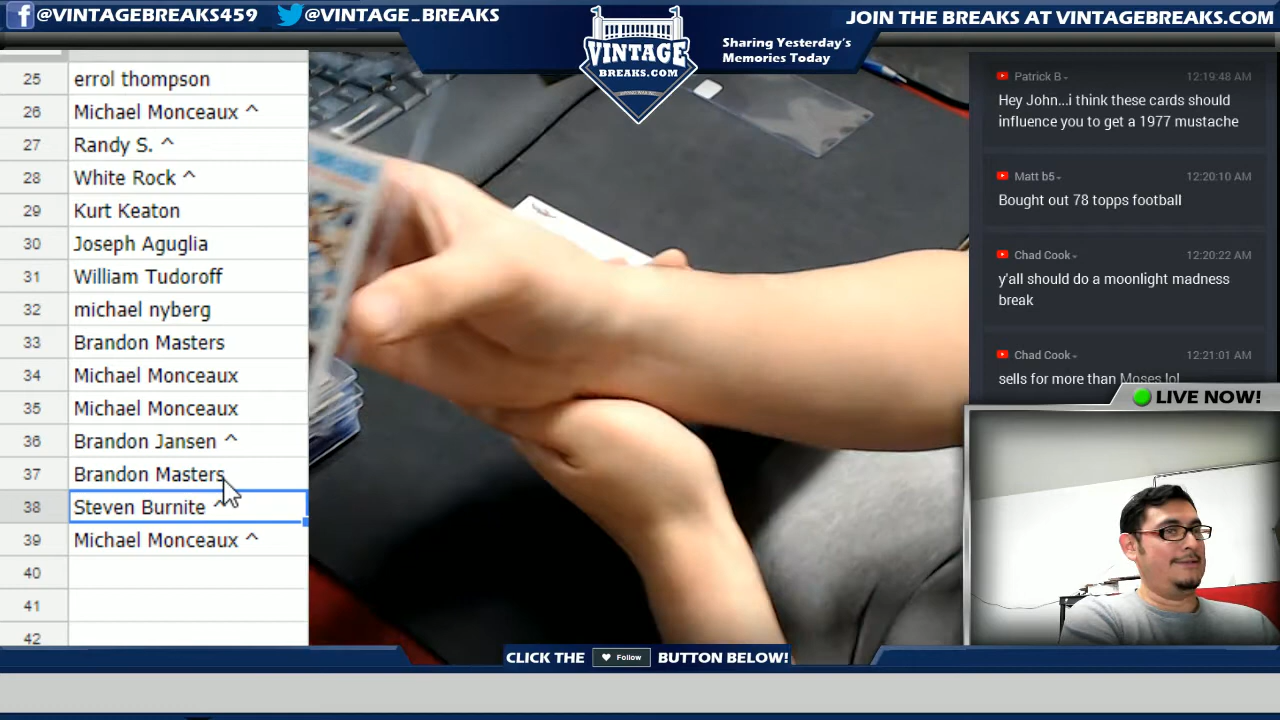 @VINTAGEBREAKS459 @VINTAGE_BREAKS
VINTAGE
BREAKS.COM
Sharing Yesterday's
Memories Today
JOIN THE BREAKS AT VINTAGEBREAKS.COM
25 errol thompson
26 Michael Monceaux ^
27 Randy S. ^
28 White Rock ^
29 Kurt Keaton
30 Joseph Aguglia
31 William Tudoroff
32 michael nyberg
33 Brandon Masters
34 Michael Monceaux
35 Michael Monceaux
36 Brandon Jansen ^
37 Brandon Masters
38 Steven Burnite ^
39 Michael Monceaux ^
40
41
42
Patrick B 12:19:48 AM
Hey John...i think these cards should
influence you to get a 1977 mustache
Matt b5 12:20:10 AM
Bought out 78 topps football
Chad Cook 12:20:22 AM
y'all should do a moonlight madness
break
Chad Cook 12:21:01 AM
sells for more than Moses lol
LIVE NOW!
CLICK THE Follow BUTTON BELOW!